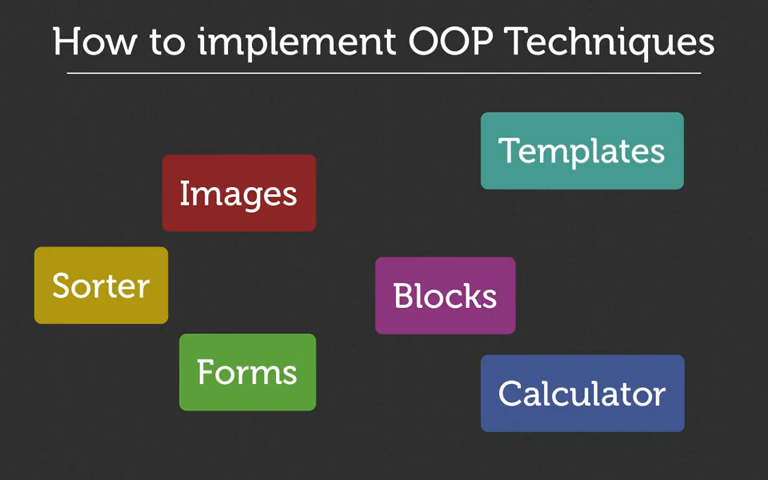 How to implement OOP Techniques
Templates
Images
Sorter
Blocks
Forms
Calculator